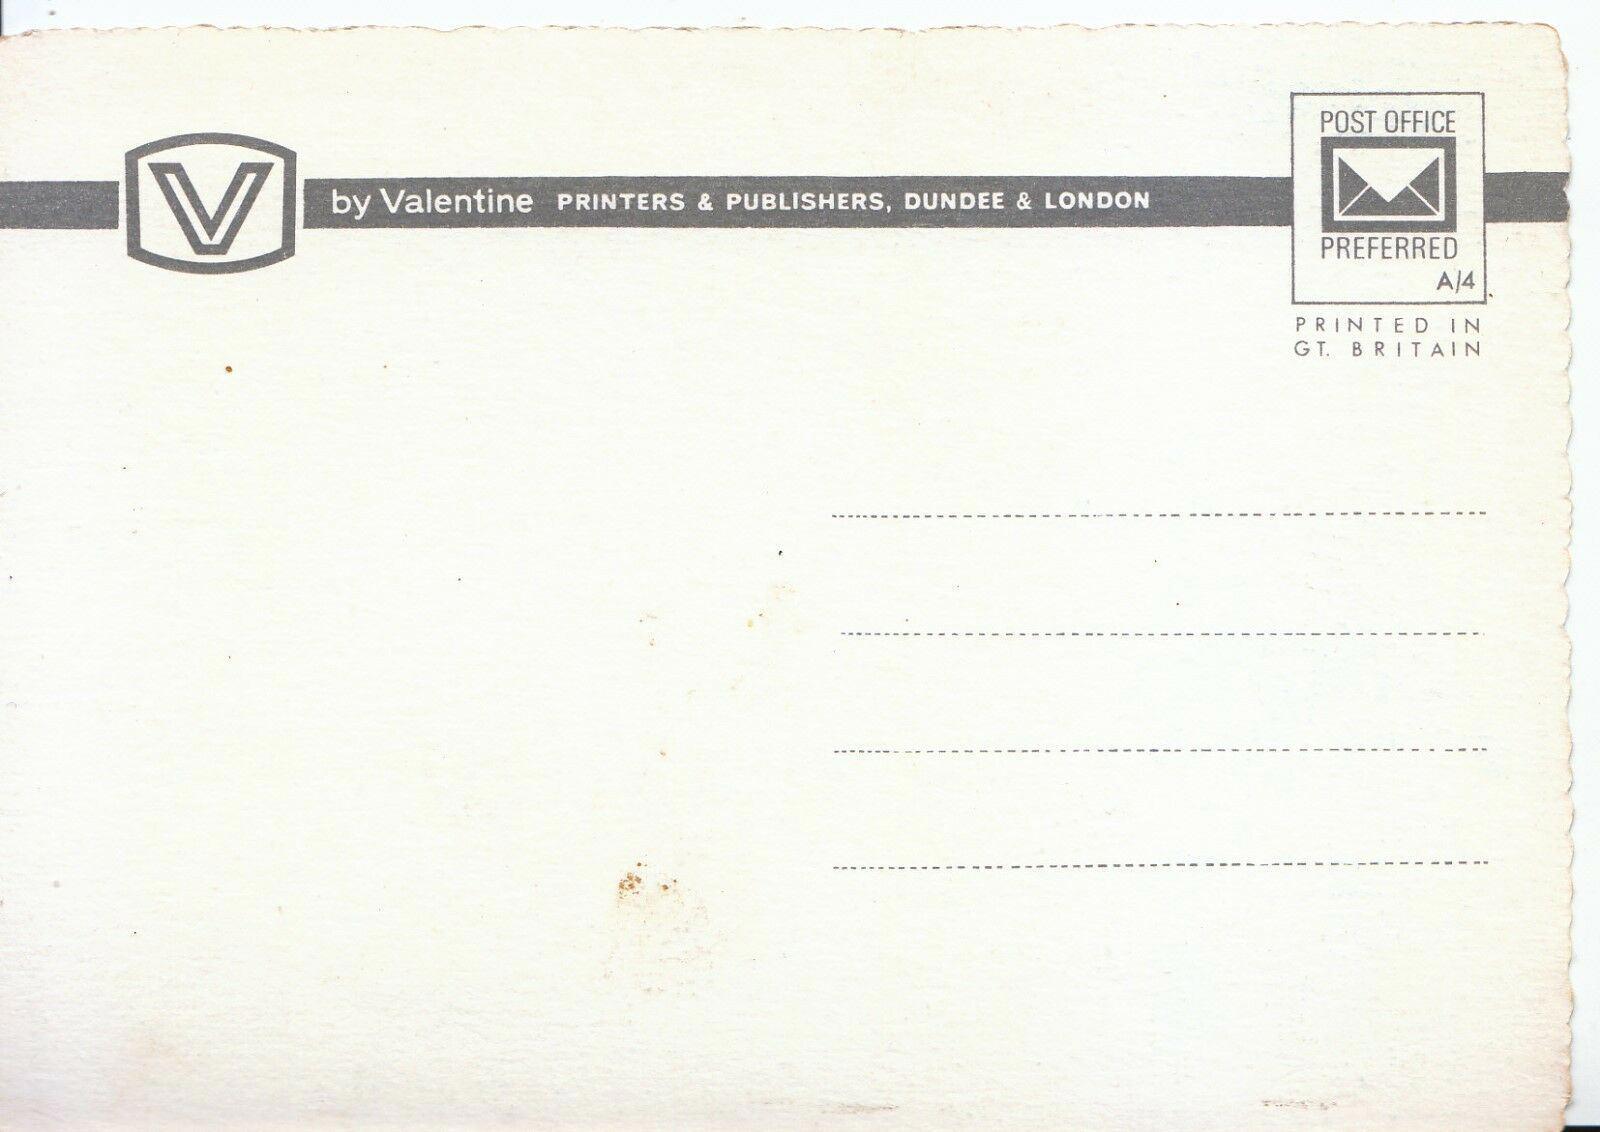 V by Valentine PRINTERS & PUBLISHERS, DUNDEE & LONDON
POST OFFICE
PREFERRED
A/4
PRINTED IN
GT. BRITAIN